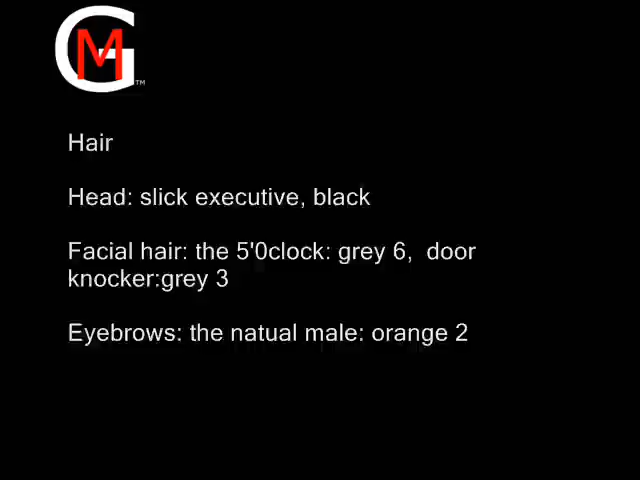 GM™
Hair
Head: slick executive, black
Facial hair: the 5'0clock: grey 6,  door
knocker:grey 3
Eyebrows: the natual male: orange 2